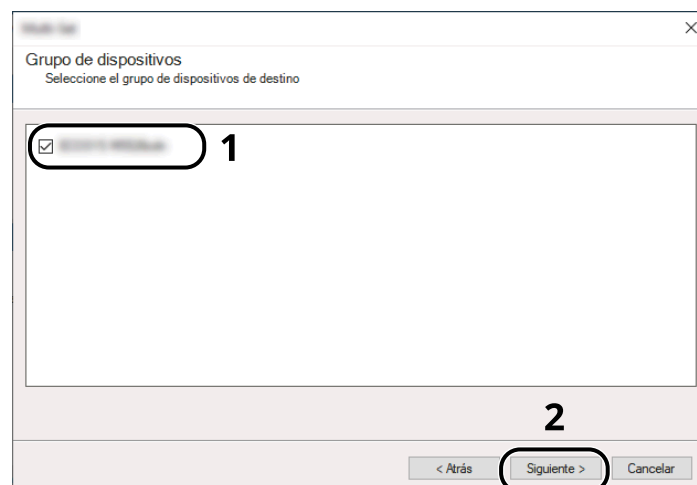 Grupo de dispositivos
Seleccione el grupo de dispositivos de destino
1
2
< Atrás
Siguiente >
Cancelar